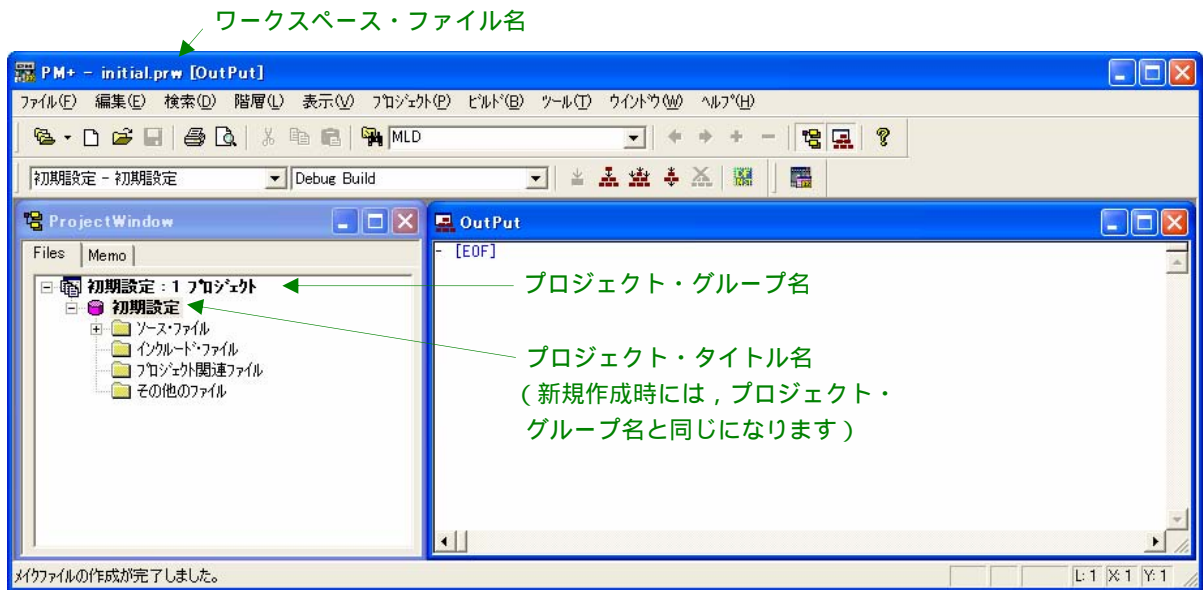 ワークスペース・ファイル名
PM+ - initial.prw [OutPut]
ファイル(F) 編集(E) 検索(D) 階層(L) 表示(V) プロジェクト(P) ビルド(B) ツール(T) ウインドウ(W) ヘルプ(H)
MLD
初期設定 - 初期設定 Debug Build
ProjectWindow
Files Memo
初期設定 : 1 プロジェクト
初期設定
ソース・ファイル
インクルード・ファイル
プロジェクト関連ファイル
その他のファイル
OutPut
- [EOF]
プロジェクト・グループ名
プロジェクト・タイトル名
(新規作成時には,プロジェクト・
グループ名と同じになります)
メイクファイルの作成が完了しました。 L:1 X:1 Y:1